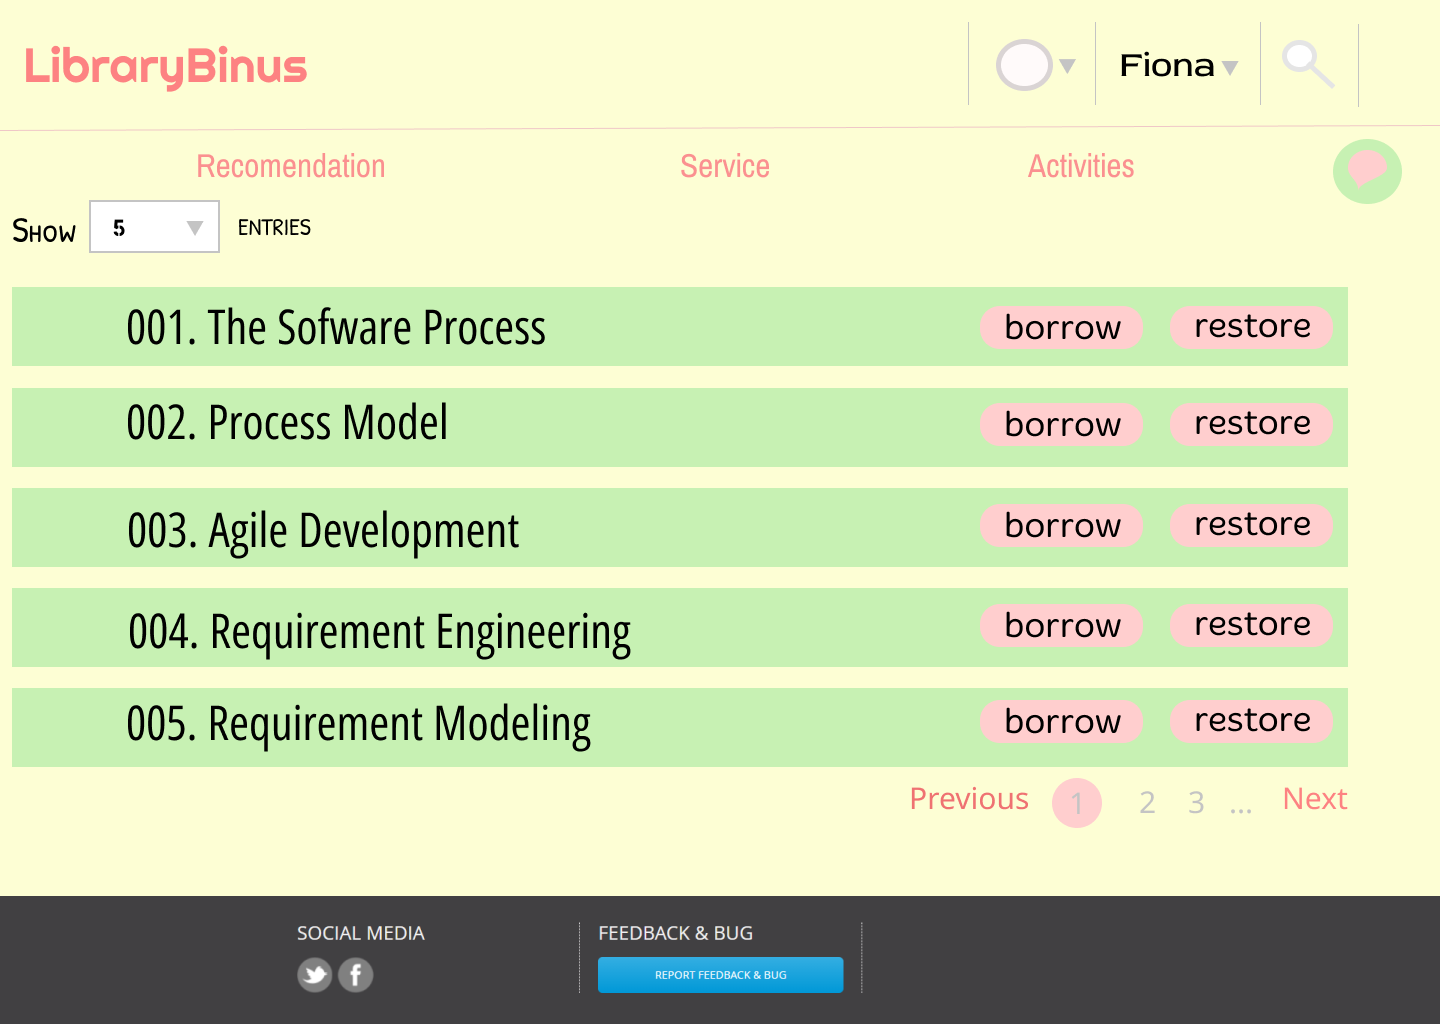 LibraryBinus
Fiona
Recomendation Service Activities
Show 5 ENTRIES
001. The Sofware Process borrow restore
002. Process Model borrow restore
003. Agile Development borrow restore
004. Requirement Engineering borrow restore
005. Requirement Modeling borrow restore
Previous 1 2 3 ... Next
SOCIAL MEDIA FEEDBACK & BUG
REPORT FEEDBACK & BUG